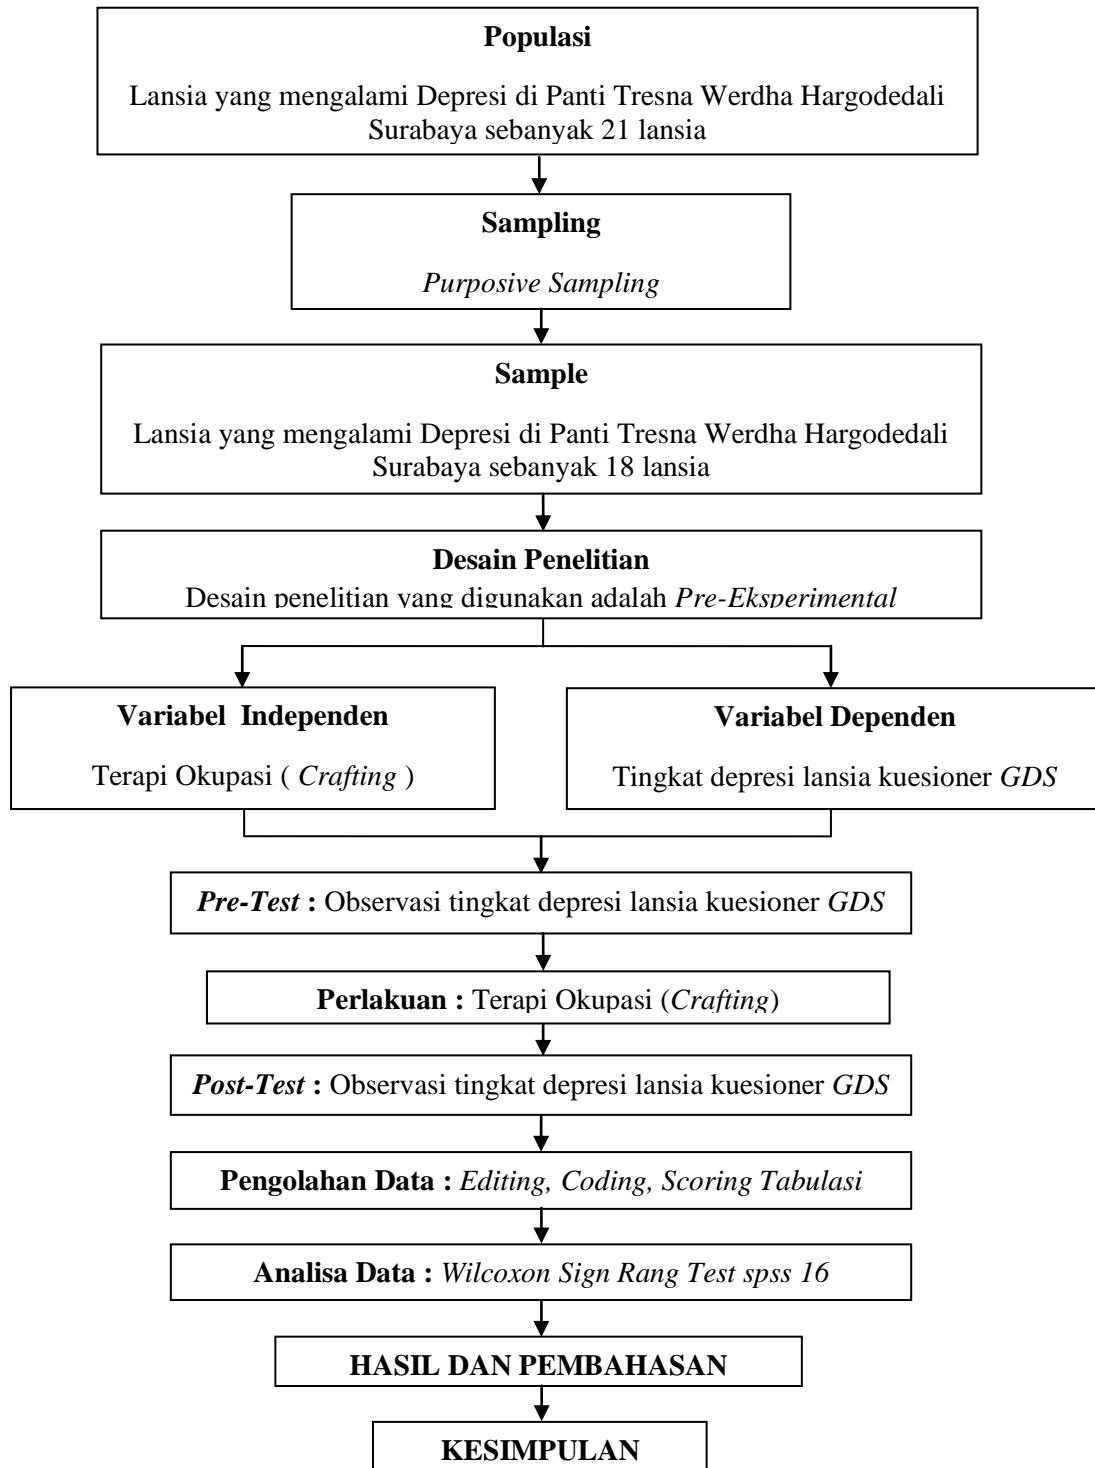 Populasi
Lansia yang mengalami Depresi di Panti Tresna Werdha Hargodedali
Surabaya sebanyak 21 lansia
Sampling
Purposive Sampling
Sample
Lansia yang mengalami Depresi di Panti Tresna Werdha Hargodedali
Surabaya sebanyak 18 lansia
Desain Penelitian
Desain penelitian yang digunakan adalah Pre-Eksperimental
Variabel Independen
Terapi Okupasi ( Crafting )
Variabel Dependen
Tingkat depresi lansia kuesioner GDS
Pre-Test : Observasi tingkat depresi lansia kuesioner GDS
Perlakuan : Terapi Okupasi (Crafting)
Post-Test : Observasi tingkat depresi lansia kuesioner GDS
Pengolahan Data : Editing, Coding, Scoring Tabulasi
Analisa Data : Wilcoxon Sign Rang Test spss 16
HASIL DAN PEMBAHASAN
KESIMPULAN